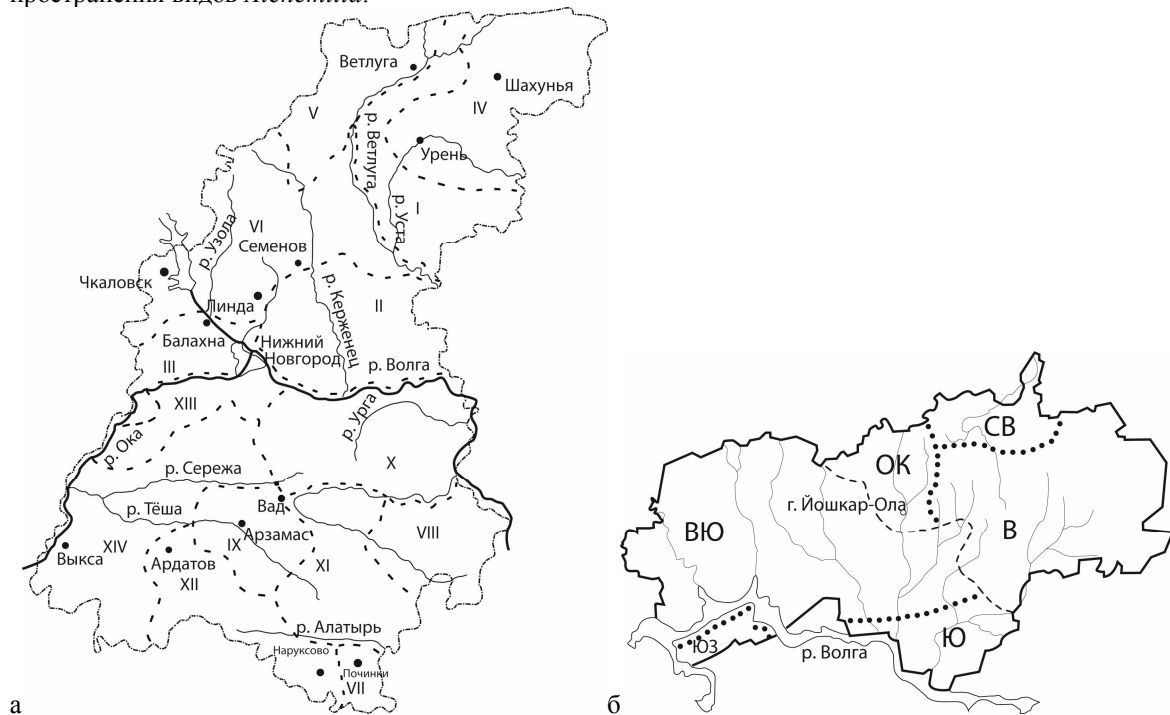 пространения видов Alchemilla.
Ветлуга
Шахунья
IV
V
р. Ветлуга
Урень
I
р. Уста
р. Узола
VI
Семенов
Чкаловск
р. Керженец
II
Линда
Балахна
Нижний
Новгород
р. Волга
III
XIII
р. Ока
р. Урга
X
р. Сережа
Вад
р. Тёша
Арзамас
VIII
XIV
IX
Выкса
Ардатов
XI
XII
р. Алатырь
Наруксово
Починки
VII
а
СВ
ОК
г. Йошкар-Ола
ВЮ
В
ЮЗ
р. Волга
Ю
б